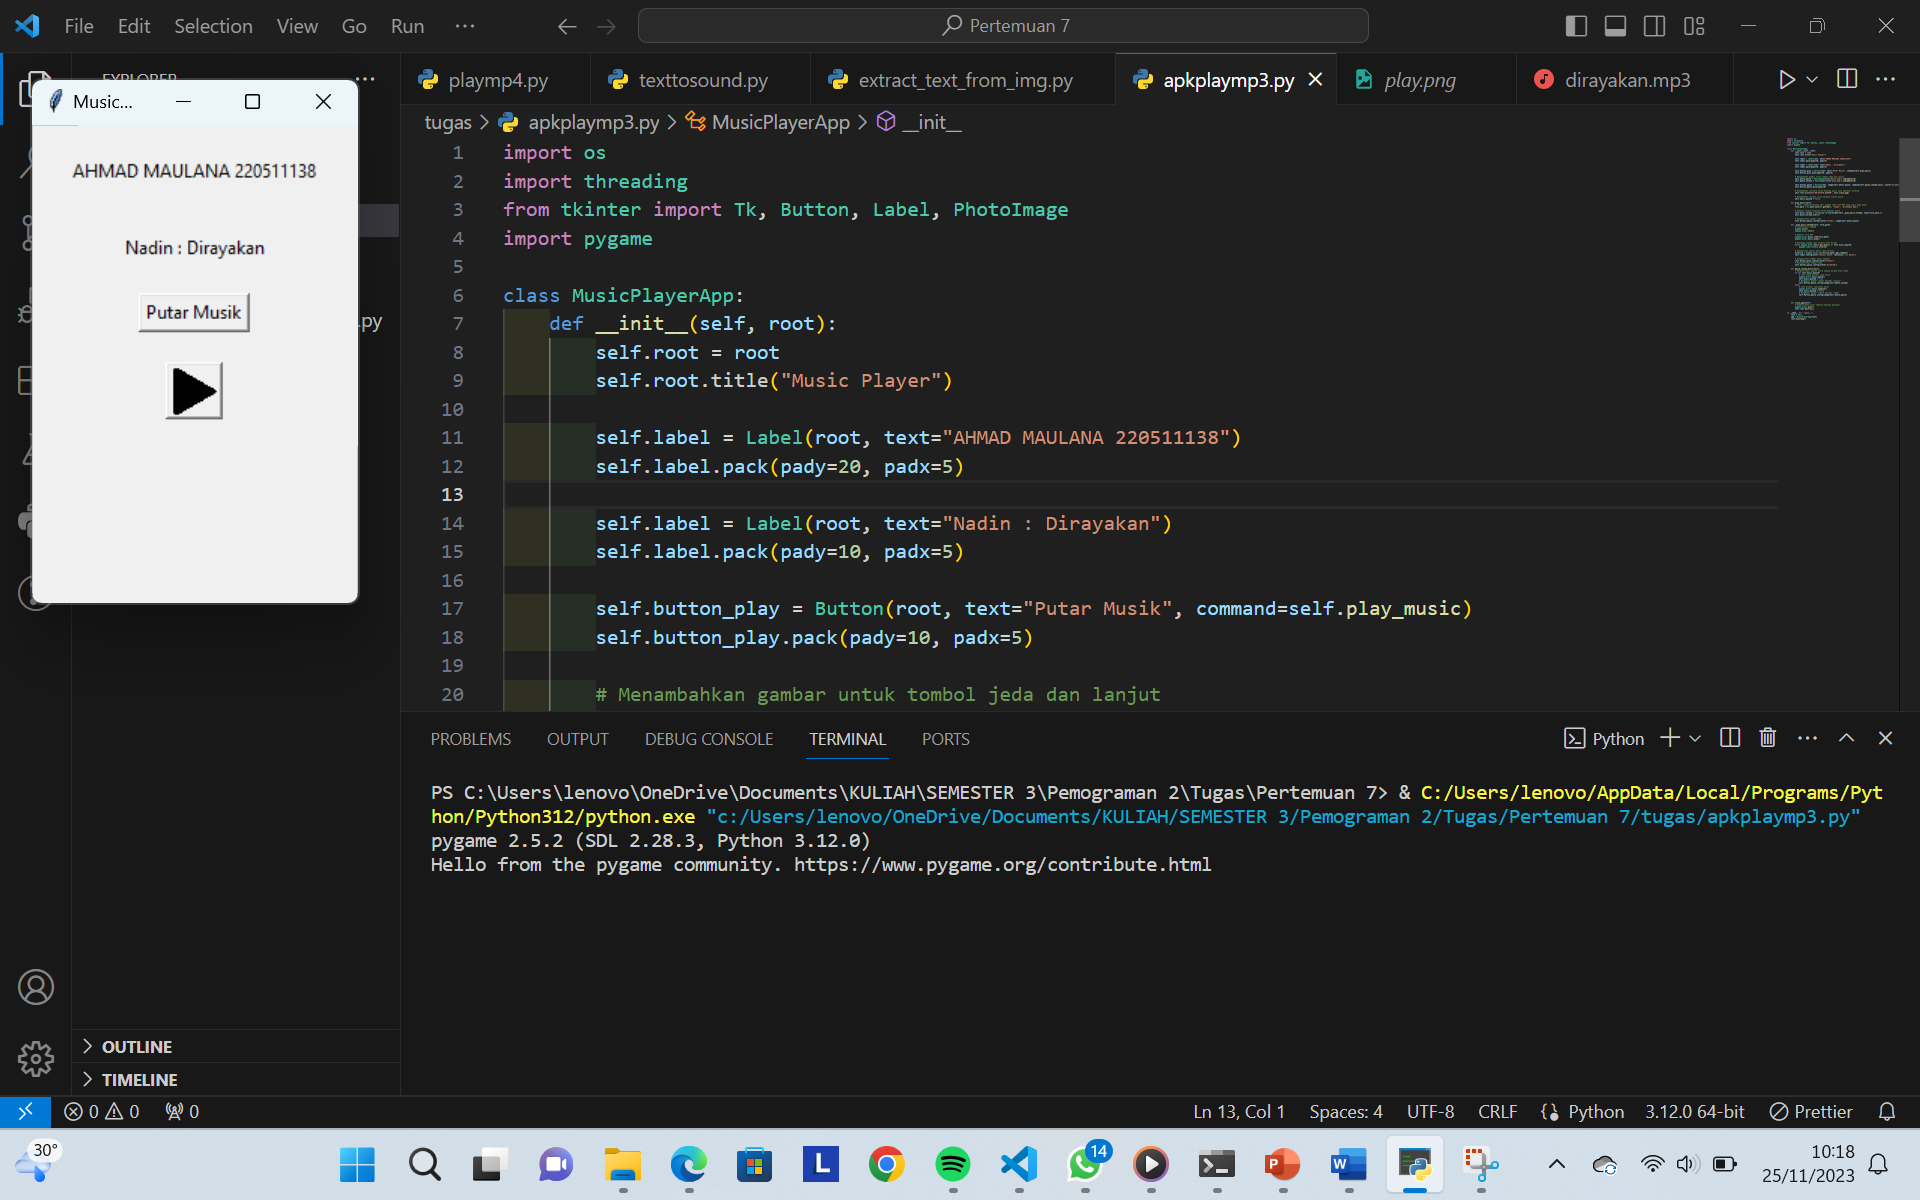 File Edit Selection View Go Run ···
Pertemuan 7
EXPLORER
Music...
AHMAD MAULANA 220511138
Nadin : Dirayakan
Putar Musik
.py
OUTLINE
TIMELINE
playmp4.py texttosound.py extract_text_from_img.py apkplaymp3.py play.png dirayakan.mp3
tugas > apkplaymp3.py > MusicPlayerApp > __init__
1 import os
2 import threading
3 from tkinter import Tk, Button, Label, PhotoImage
4 import pygame
5
6 class MusicPlayerApp:
7 def __init__(self, root):
8 self.root = root
9 self.root.title("Music Player")
10
11 self.label = Label(root, text="AHMAD MAULANA 220511138")
12 self.label.pack(pady=20, padx=5)
13
14 self.label = Label(root, text="Nadin : Dirayakan")
15 self.label.pack(pady=10, padx=5)
16
17 self.button_play = Button(root, text="Putar Musik", command=self.play_music)
18 self.button_play.pack(pady=10, padx=5)
19
20 # Menambahkan gambar untuk tombol jeda dan lanjut
PROBLEMS OUTPUT DEBUG CONSOLE TERMINAL PORTS
Python
PS C:\Users\lenovo\OneDrive\Documents\KULIAH\SEMESTER 3\Pemograman 2\Tugas\Pertemuan 7> & C:/Users/lenovo/AppData/Local/Programs/Pyt
hon/Python312/python.exe "c:/Users/lenovo/OneDrive/Documents/KULIAH/SEMESTER 3/Pemograman 2/Tugas/Pertemuan 7/tugas/apkplaymp3.py"
pygame 2.5.2 (SDL 2.28.3, Python 3.12.0)
Hello from the pygame community. https://www.pygame.org/contribute.html
0 0 0
Ln 13, Col 1 Spaces: 4 UTF-8 CRLF Python 3.12.0 64-bit Prettier
30°
L
14
P
W
10:18
25/11/2023